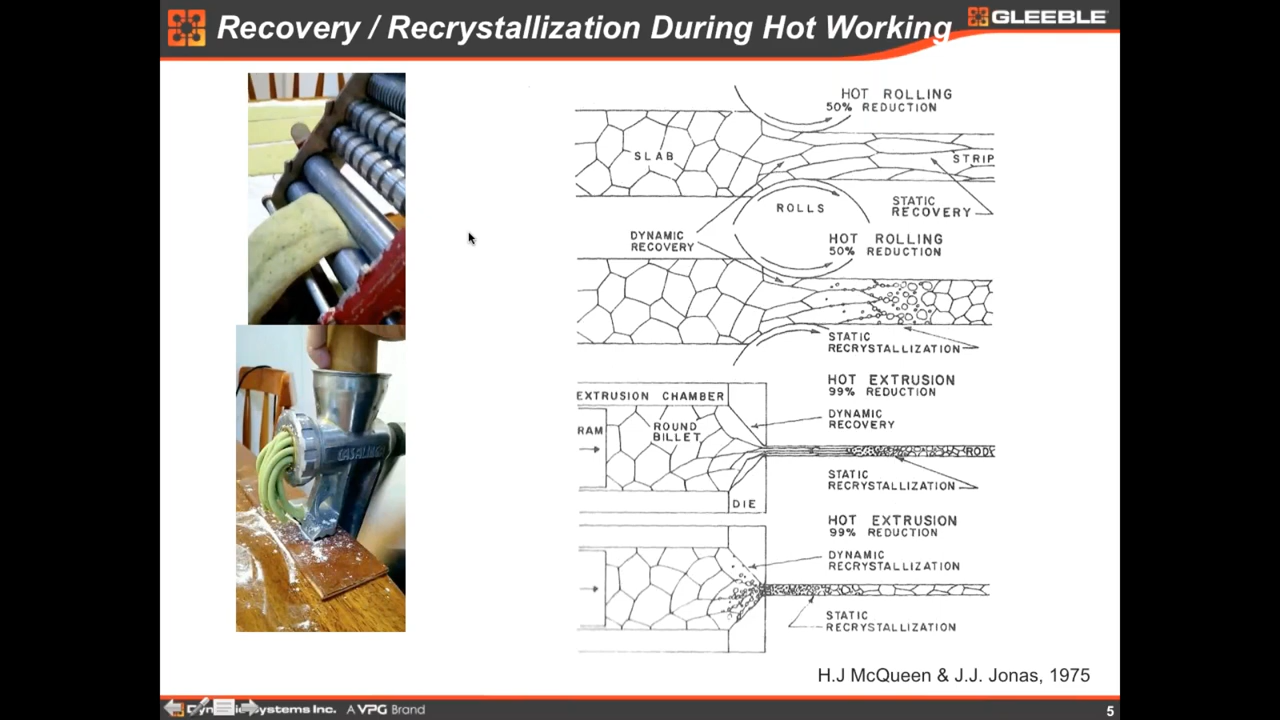 Recovery / Recrystallization During Hot Working
GLEEBLE
HOT ROLLING
50% REDUCTION
SLAB
STRIP
ROLLS
STATIC
RECOVERY
DYNAMIC
RECOVERY
HOT ROLLING
50% REDUCTION
STATIC
RECRYSTALLIZATION
HOT EXTRUSION
99% REDUCTION
EXTRUSION CHAMBER
RAM
ROUND
BILLET
DYNAMIC
RECOVERY
ROD
STATIC
RECRYSTALLIZATION
DIE
HOT EXTRUSION
99% REDUCTION
DYNAMIC
RECRYSTALLIZATION
STATIC
RECRYSTALLIZATION
H.J McQueen & J.J. Jonas, 1975
Systems Inc. A VPG Brand
5